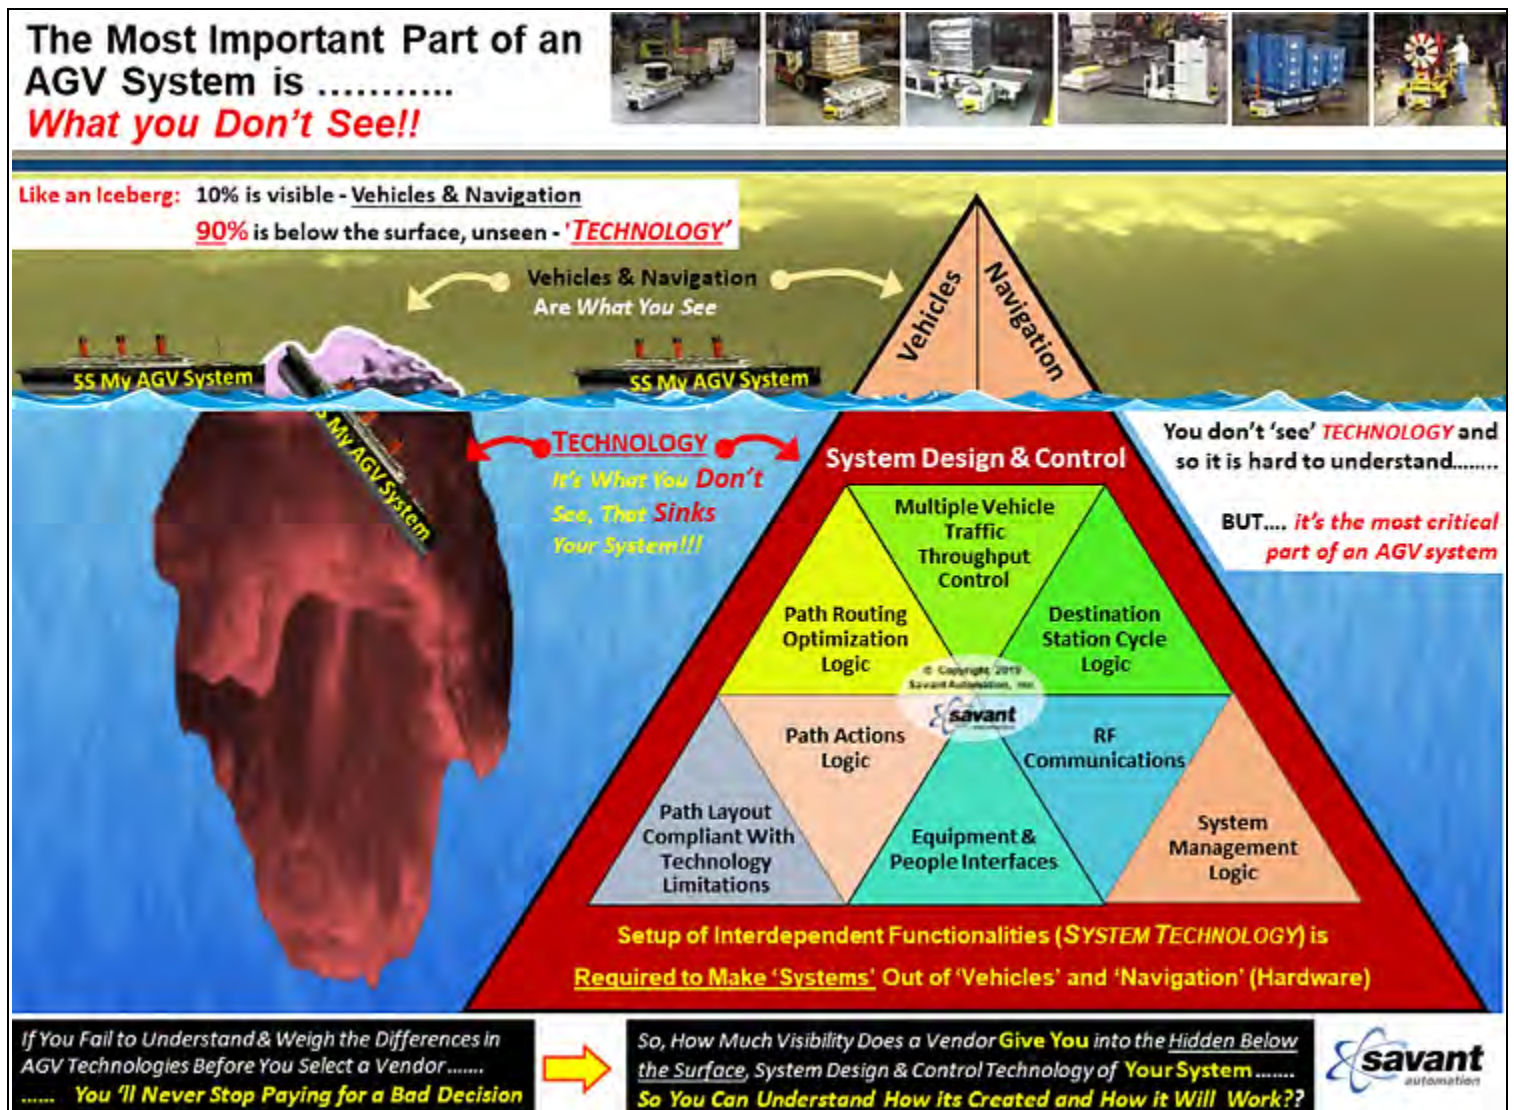 The Most Important Part of an
AGV System is ...........
What you Don't See!!
Like an Iceberg: 10% is visible - Vehicles & Navigation
90% is below the surface, unseen - 'TECHNOLOGY'
Vehicles & Navigation
Are What You See
Vehicles
Navigation
SS My AGV System
SS My AGV System
My AGV System
TECHNOLOGY
It's What You Don't
See, That Sinks
Your System!!!
You don't 'see' TECHNOLOGY and
so it is hard to understand........
BUT.... it's the most critical
part of an AGV system
System Design & Control
Multiple Vehicle
Traffic
Throughput
Control
Path Routing
Optimization
Logic
Destination
Station Cycle
Logic
© Copyright 2019
Savant Automation, Inc.
savant
automation
Path Actions
Logic
RF
Communications
Path Layout
Compliant With
Technology
Limitations
Equipment &
People Interfaces
System
Management
Logic
Setup of Interdependent Functionalities (SYSTEM TECHNOLOGY) is
Required to Make 'Systems' Out of 'Vehicles' and 'Navigation' (Hardware)
If You Fail to Understand & Weigh the Differences in
AGV Technologies Before You Select a Vendor.......
...... You 'll Never Stop Paying for a Bad Decision
So, How Much Visibility Does a Vendor Give You into the Hidden Below
the Surface, System Design & Control Technology of Your System.......
So You Can Understand How its Created and How it Will Work??
savant
automation